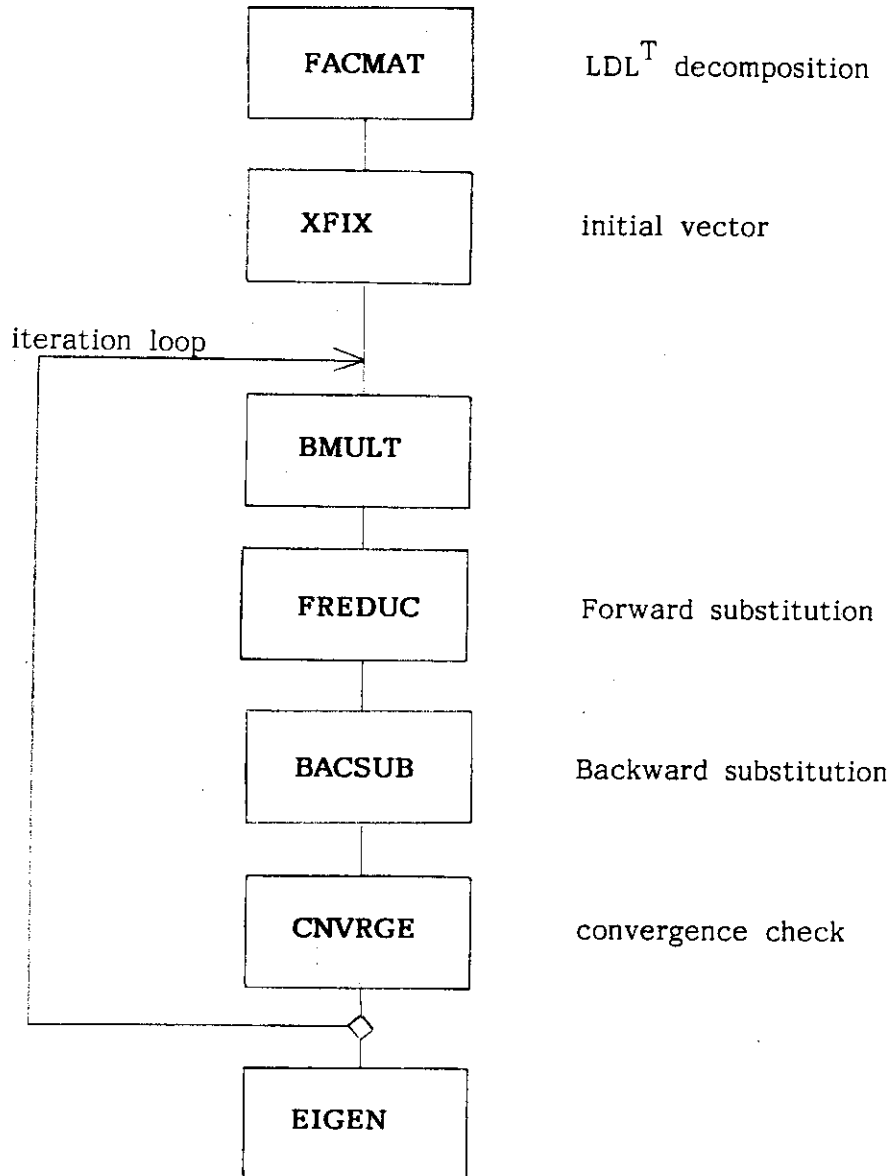 FACMAT
LDL^T decomposition
XFIX
initial vector
iteration loop
BMULT
FREDUC
Forward substitution
BACSUB
Backward substitution
CNVRGE
convergence check
EIGEN